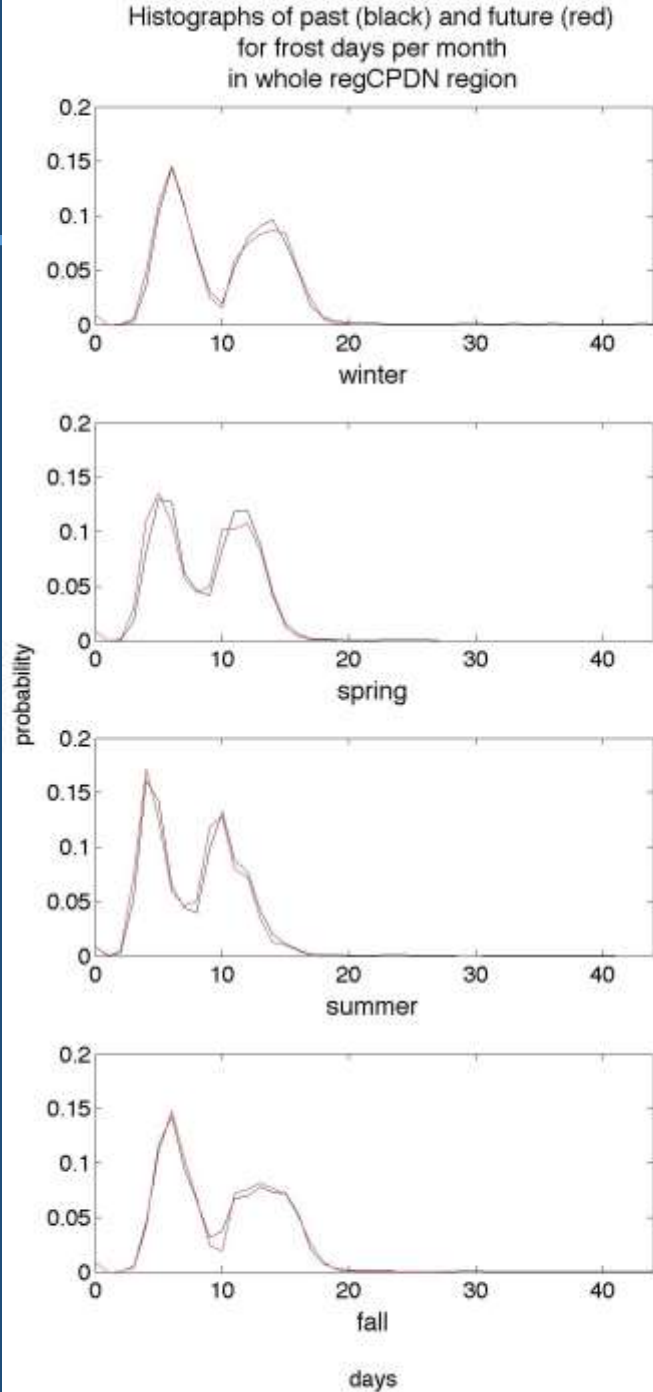 Histographs of past (black) and future (red)
for frost days per month
in whole regCPDN region
0.2
0.15
0.1
0.05
0
0 10 20 30 40
winter
0.2
0.15
0.1
0.05
0
0 10 20 30 40
spring
probability
0.2
0.15
0.1
0.05
0
0 10 20 30 40
summer
0.2
0.15
0.1
0.05
0
0 10 20 30 40
fall
days